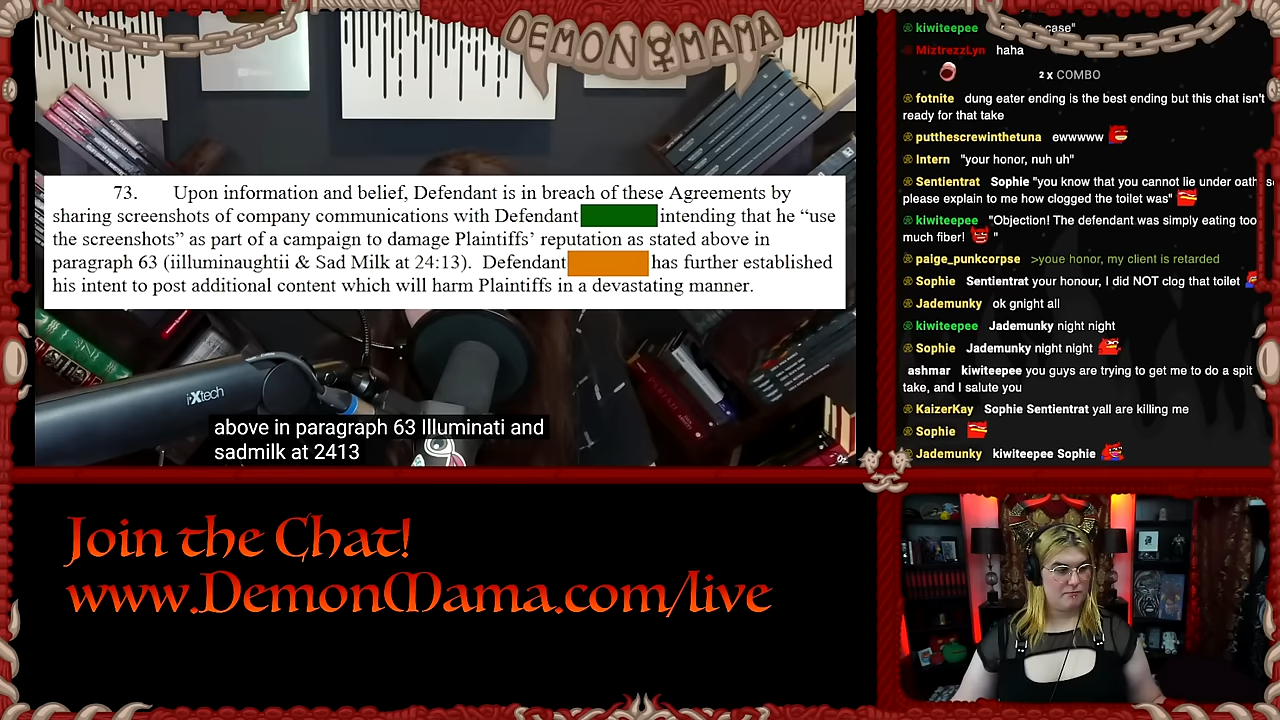 DEMON MAMA
73. Upon information and belief, Defendant is in breach of these Agreements by
sharing screenshots of company communications with Defendant intending that he “use
the screenshots” as part of a campaign to damage Plaintiffs’ reputation as stated above in
paragraph 63 (iilluminaughtii & Sad Milk at 24:13). Defendant has further established
his intent to post additional content which will harm Plaintiffs in a devastating manner.
iXtech
above in paragraph 63 Illuminati and
sadmilk at 2413
Join the Chat!
www.DemonMama.com/live
kiwiteepee case"
MiztrezzLyn haha
2 x COMBO
fotnite dung eater ending is the best ending but this chat isn't
ready for that take
putthescrewinthetuna ewwwww
Intern "your honor, nuh uh"
Sentientrat Sophie "you know that you cannot lie under oath
please explain to me how clogged the toilet was"
kiwiteepee "Objection! The defendant was simply eating too
much fiber! "
paige_punkcorpse >youe honor, my client is retarded
Sophie Sentientrat your honour, I did NOT clog that toilet
Jademunky ok gnight all
kiwiteepee Jademunky night night
Sophie Jademunky night night
ashmar kiwiteepee you guys are trying to get me to do a spit
take, and I salute you
KaizerKay Sophie Sentientrat yall are killing me
Sophie
Jademunky kiwiteepee Sophie